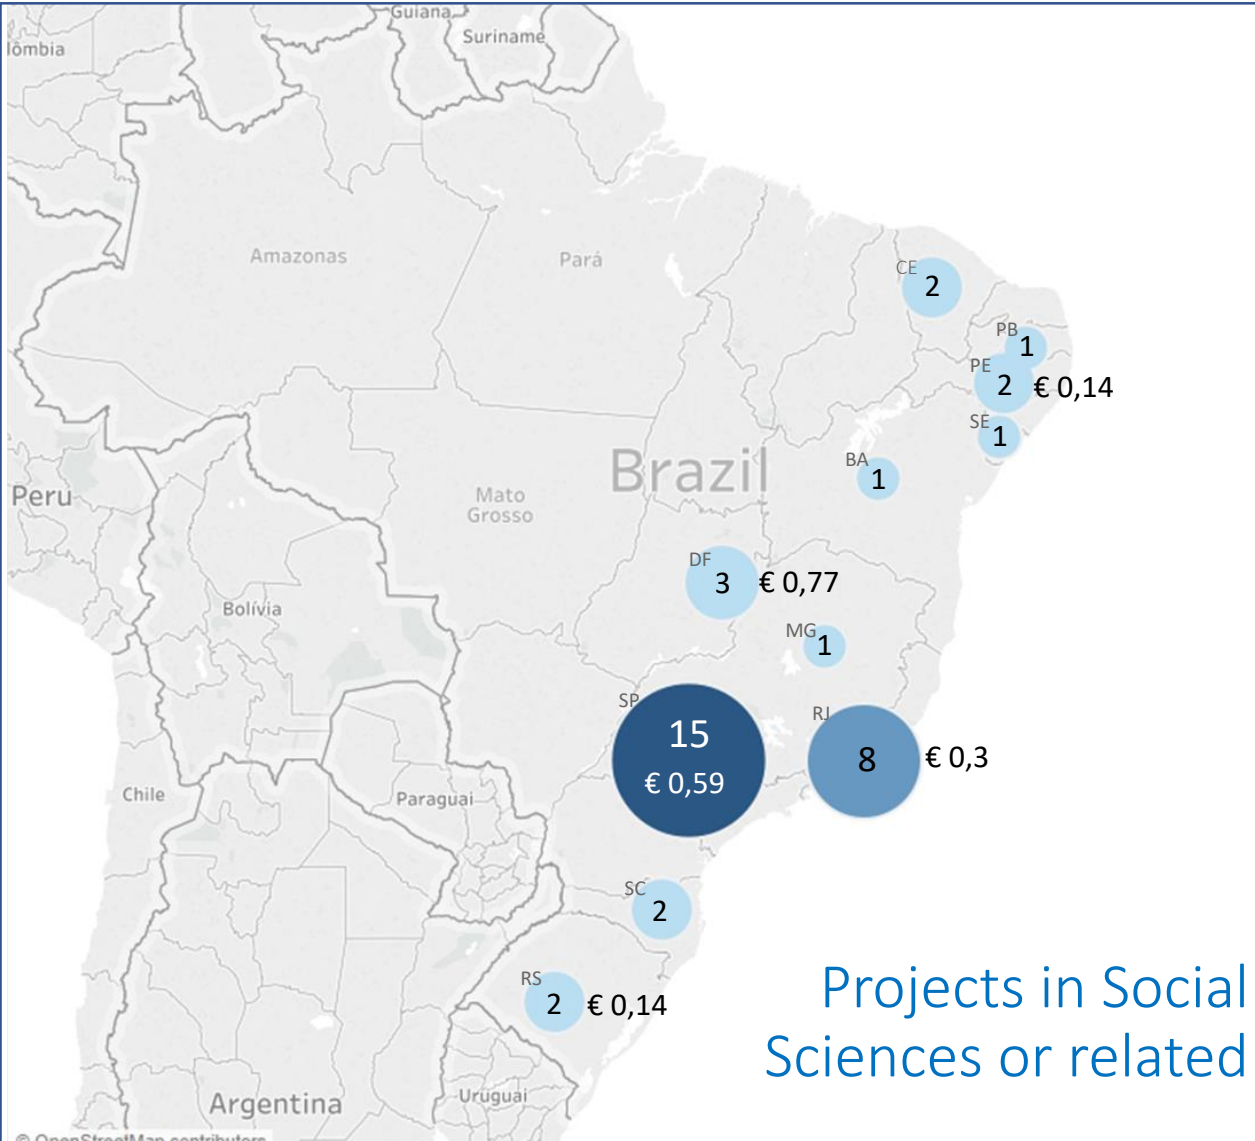 Guiana
Suriname
lômbia
Amazonas
Pará
CE
2
PB
1
PE
2
€ 0,14
SE
1
BA
1
Brazil
Peru
Mato
Grosso
DF
3
€ 0,77
Bolívia
MG
1
SP
15
€ 0,59
RJ
8
€ 0,3
Chile
Paraguai
SC
2
RS
2
€ 0,14
Projects in Social
Sciences or related
Uruguai
Argentina
© OpenStreetMap contributors